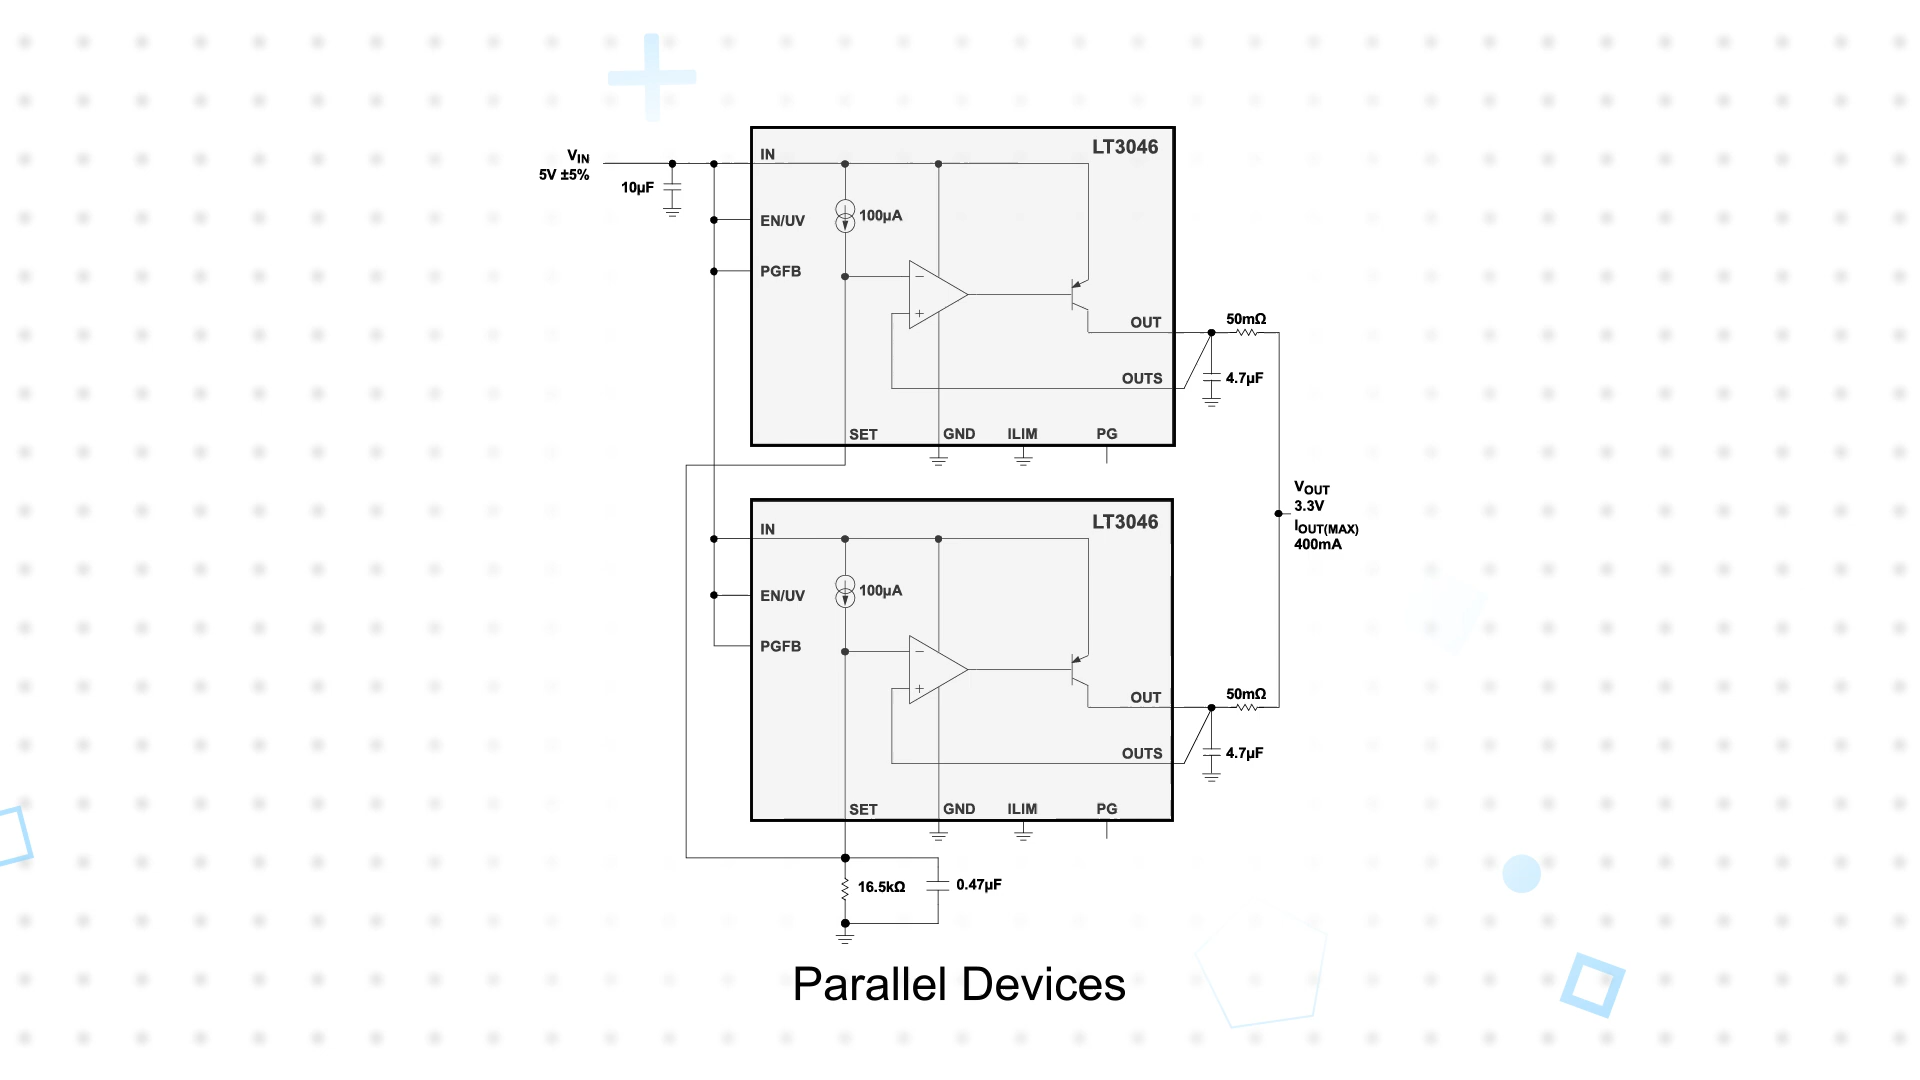 LT3046
VIN
5V ±5%
10µF
IN
EN/UV
100µA
PGFB
−
+
OUT
50mΩ
OUTS
4.7µF
SET
GND
ILIM
PG
LT3046
IN
EN/UV
100µA
PGFB
−
+
OUT
50mΩ
OUTS
4.7µF
SET
GND
ILIM
PG
VOUT
3.3V
IOUT(MAX)
400mA
16.5kΩ
0.47µF
Parallel Devices